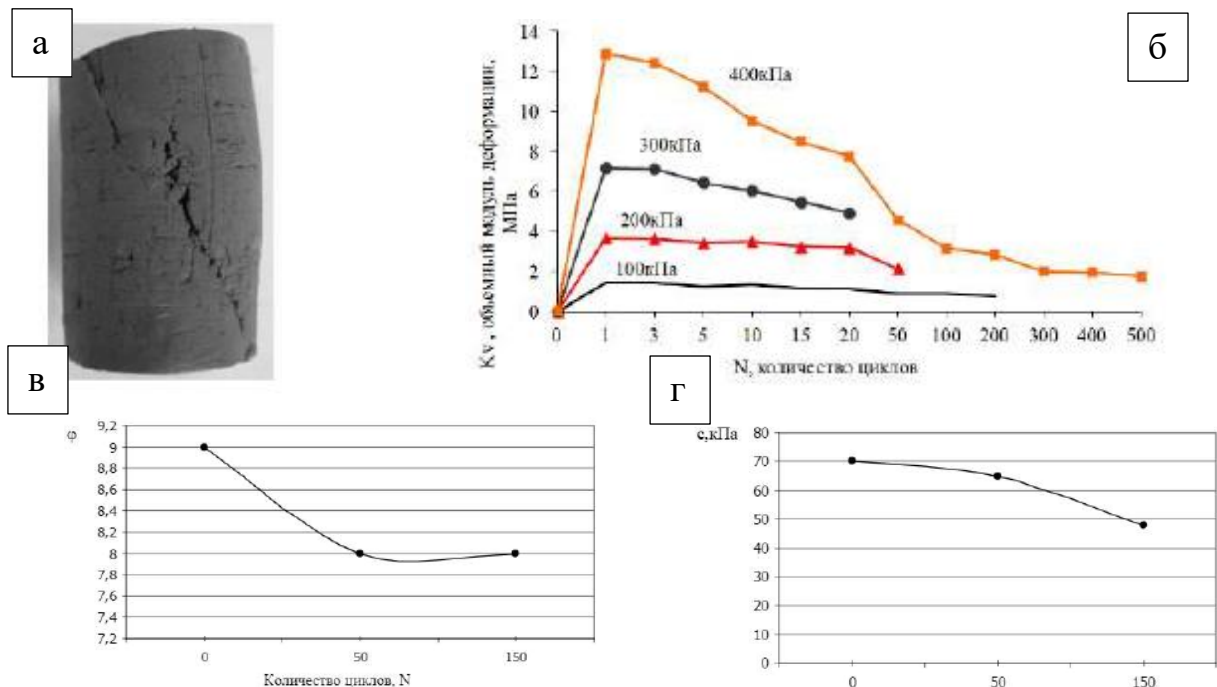 а
б
Kv , объемный модуль деформации,
МПа
14
12
10
8
6
4
2
0
400кПа
300кПа
200кПа
100кПа
0 1 3 5 10 15 20 50 100 200 300 400 500
N, количество циклов
в
φ
9,2
9
8,8
8,6
8,4
8,2
8
7,8
7,6
7,4
7,2
0 50 150
Количество циклов, N
г
с,кПа
80
70
60
50
40
30
20
10
0
0 50 150